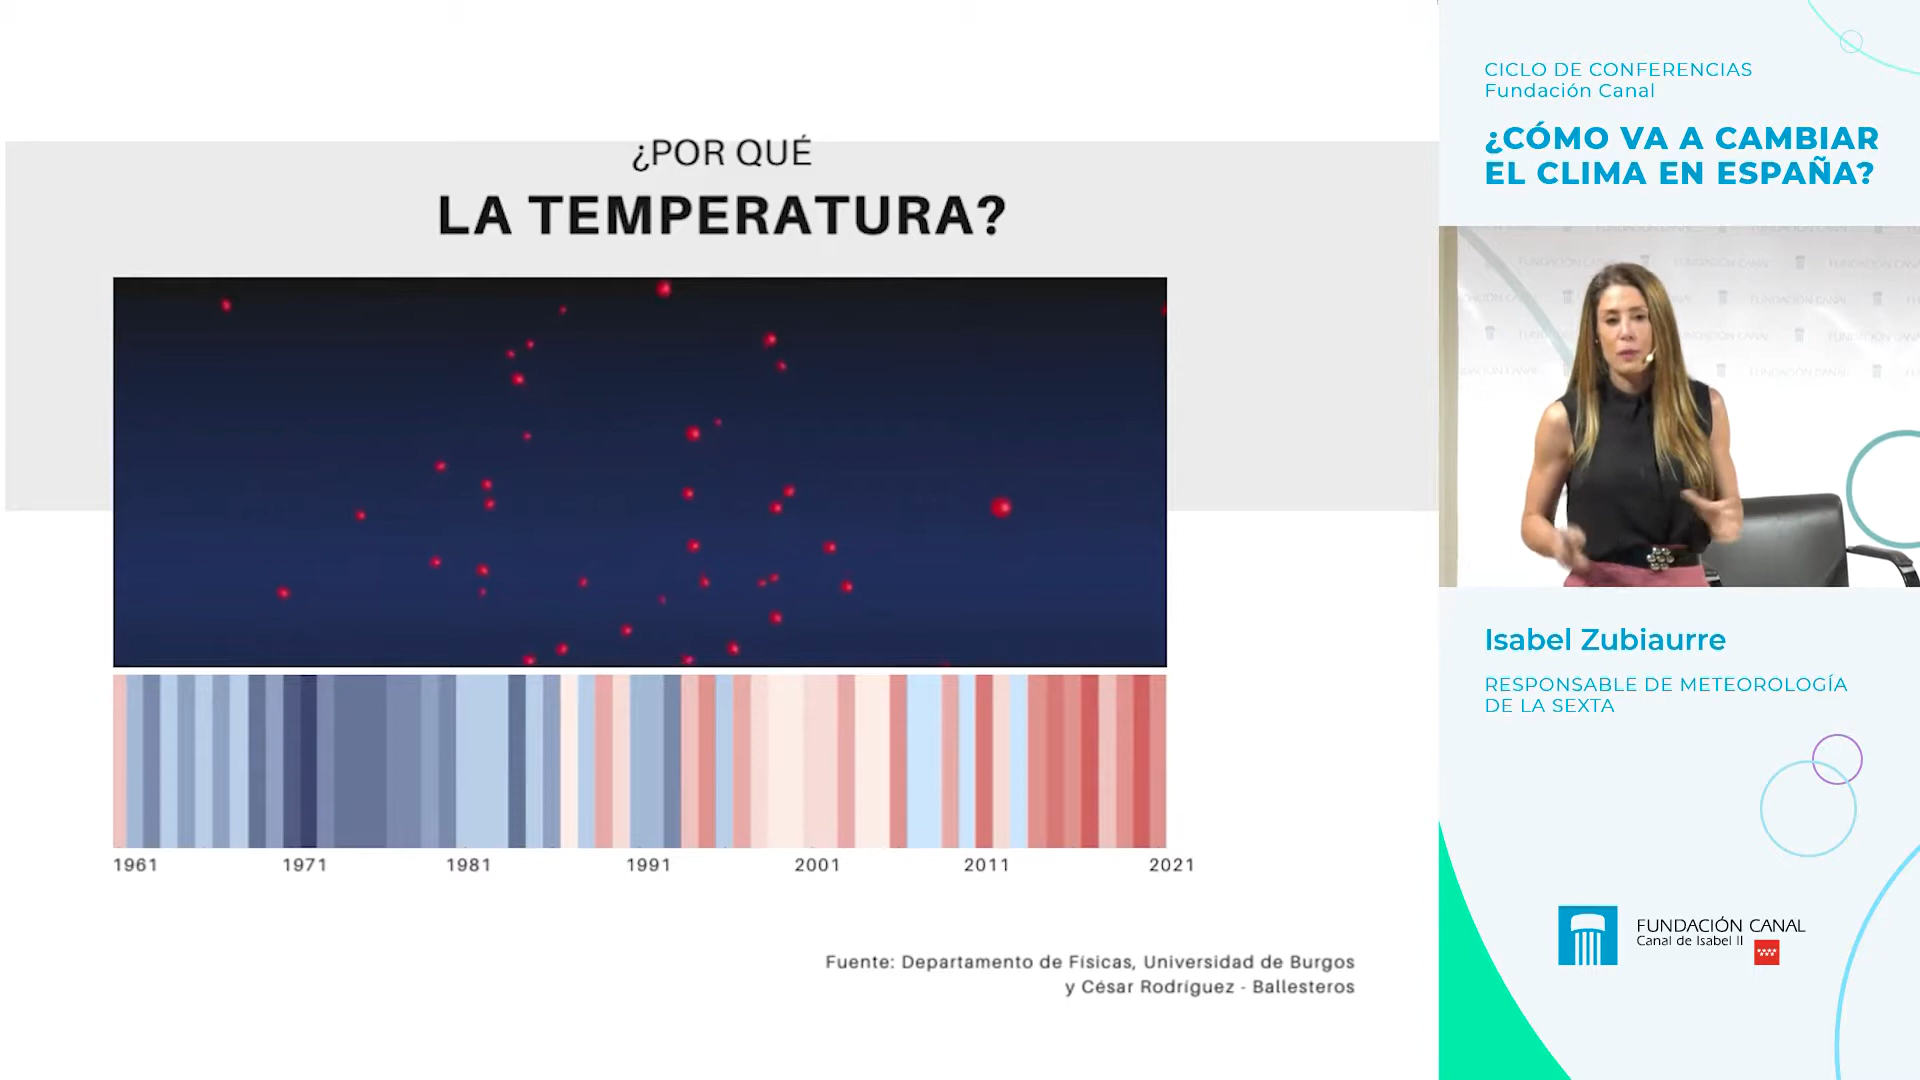 ¿POR QUÉ
LA TEMPERATURA?
1961 1971 1981 1991 2001 2011 2021
Fuente: Departamento de Físicas, Universidad de Burgos
y César Rodríguez - Ballesteros
CICLO DE CONFERENCIAS
Fundación Canal
¿CÓMO VA A CAMBIAR
EL CLIMA EN ESPAÑA?
FUNDACIÓN CANAL
Isabel Zubiaurre
RESPONSABLE DE METEOROLOGÍA
DE LA SEXTA
FUNDACIÓN CANAL
Canal de Isabel II